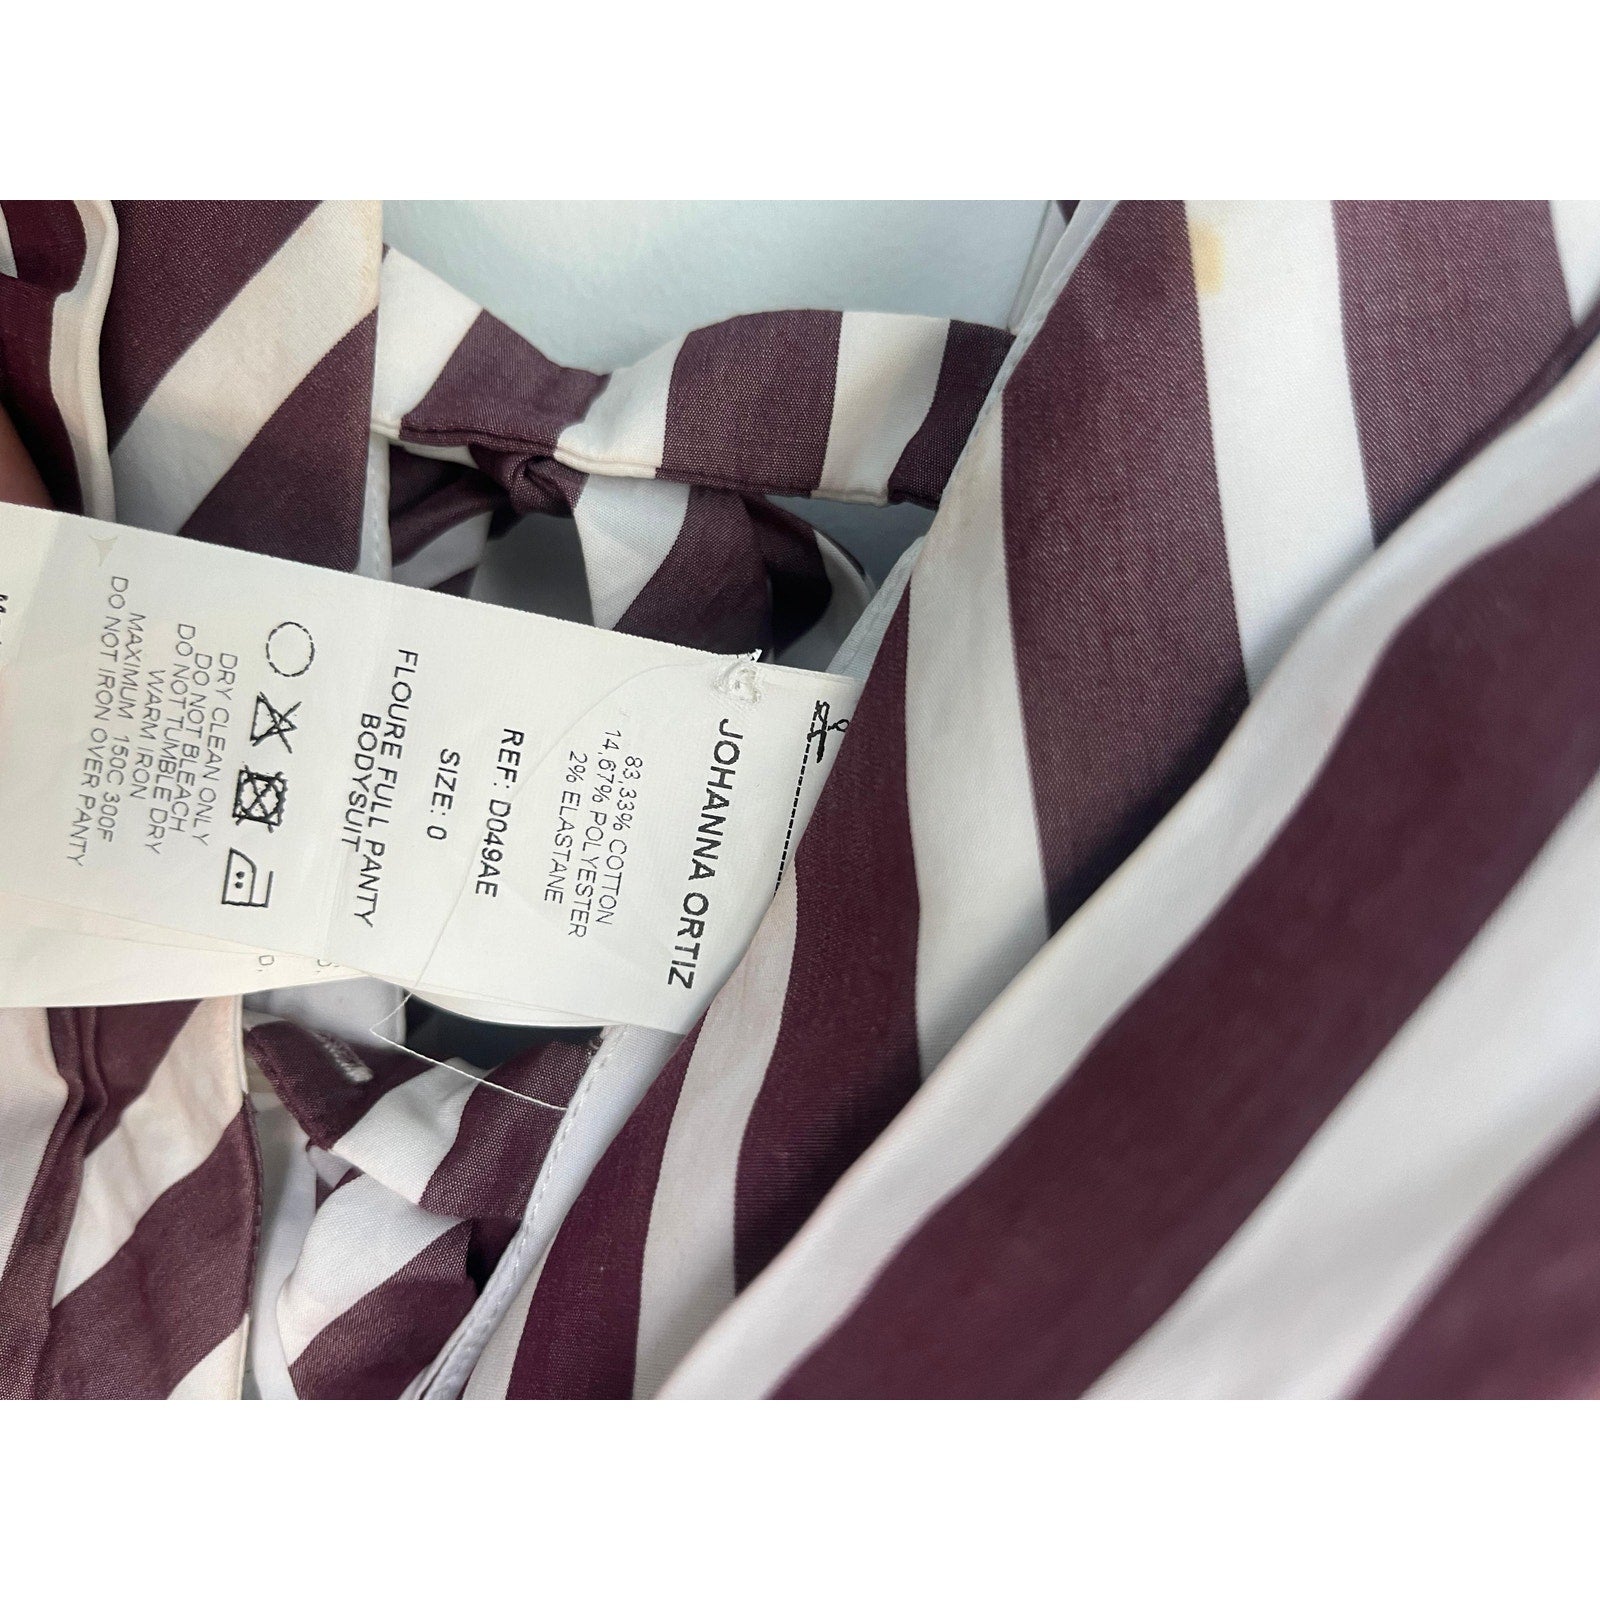 JOHANNA ORTIZ
83,33% COTTON
14,67% POLYESTER
2% ELASTANE
REF: D049AE
SIZE: 0
FLOURE FULL PANTY
BODYSUIT
DRY CLEAN ONLY
DO NOT BLEACH
DO NOT TUMBLE DRY
WARM IRON
MAXIMUM 150C 300F
DO NOT IRON OVER PANTY